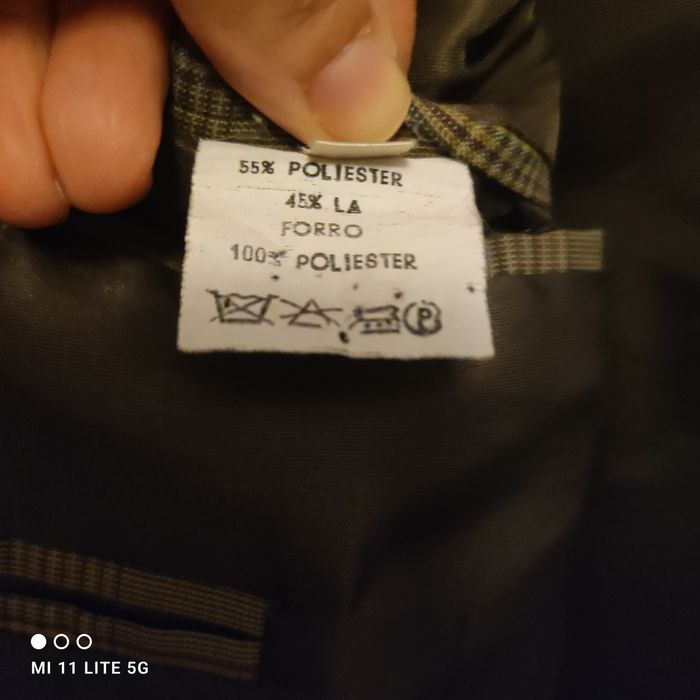 55% POLIESTER
45% LA
FORRO
100% POLIESTER
P
MI 11 LITE 5G